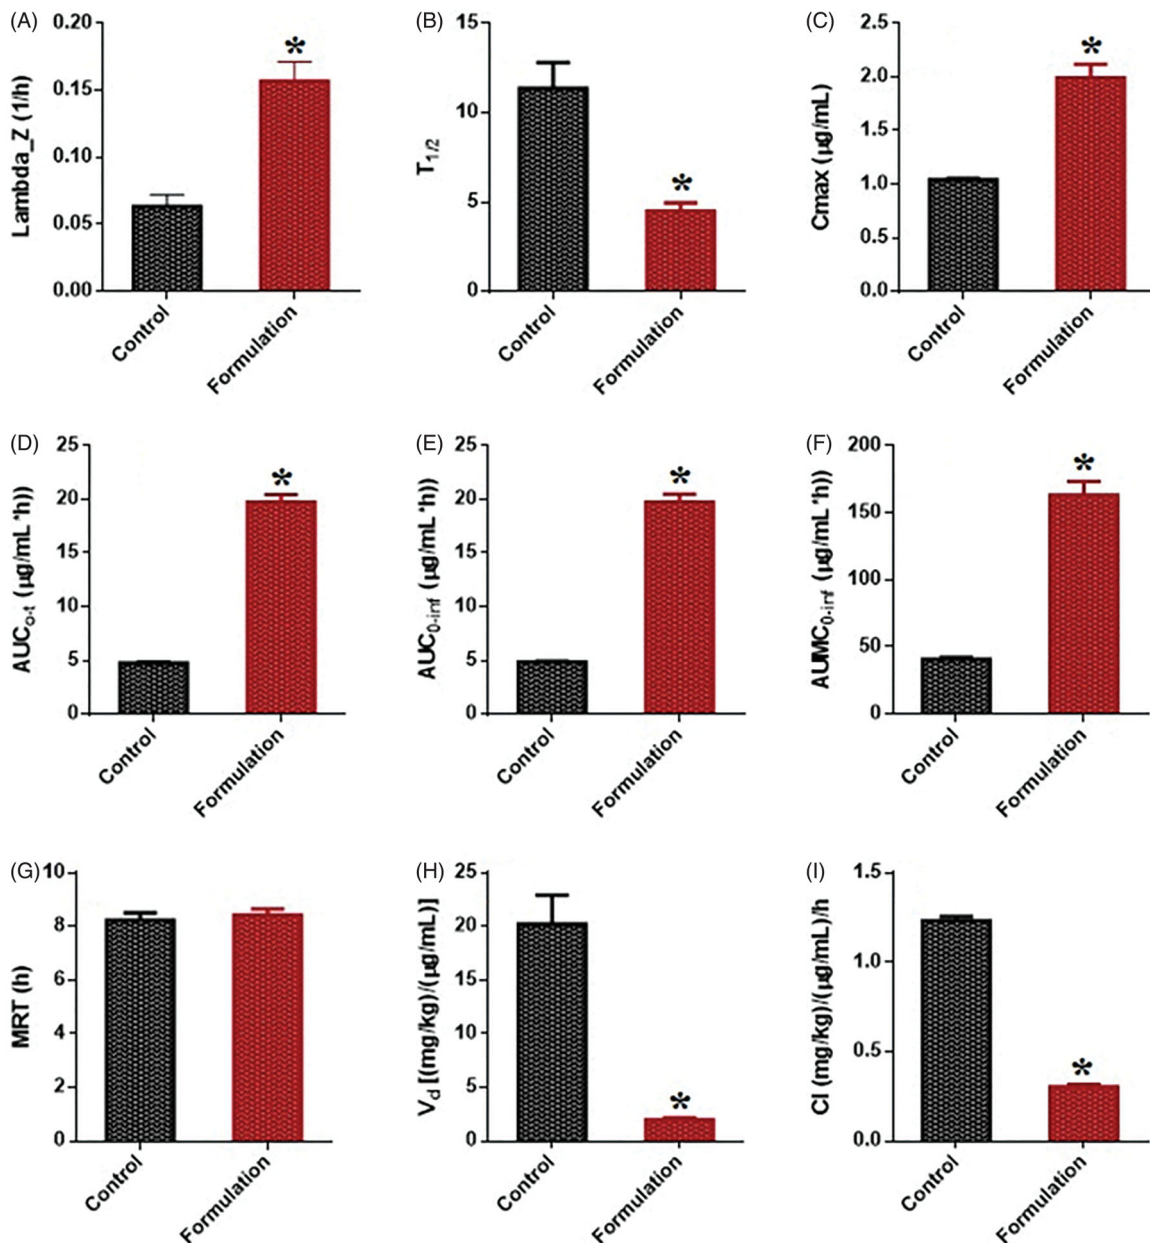 (A)
Lambda_Z (1/h)
0.20
0.15
0.10
0.05
0.00
*
Control
Formulation
(B)
T1/2
15
10
5
0
*
Control
Formulation
(C)
Cmax (µg/mL)
2.5
2.0
1.5
1.0
0.5
0.0
*
Control
Formulation
(D)
AUCo-t (µg/mL*h))
25
20
15
10
5
0
*
Control
Formulation
(E)
AUC0-inf (µg/mL*h))
25
20
15
10
5
0
*
Control
Formulation
(F)
AUMC0-inf (µg/mL*h))
200
150
100
50
0
*
Control
Formulation
(G)
MRT (h)
10
8
6
4
2
0
Control
Formulation
(H)
Vd [(mg/kg)/(µg/mL)]
25
20
15
10
5
0
*
Control
Formulation
(I)
Cl (mg/kg)/(µg/mL)/h
1.5
1.0
0.5
0.0
*
Control
Formulation